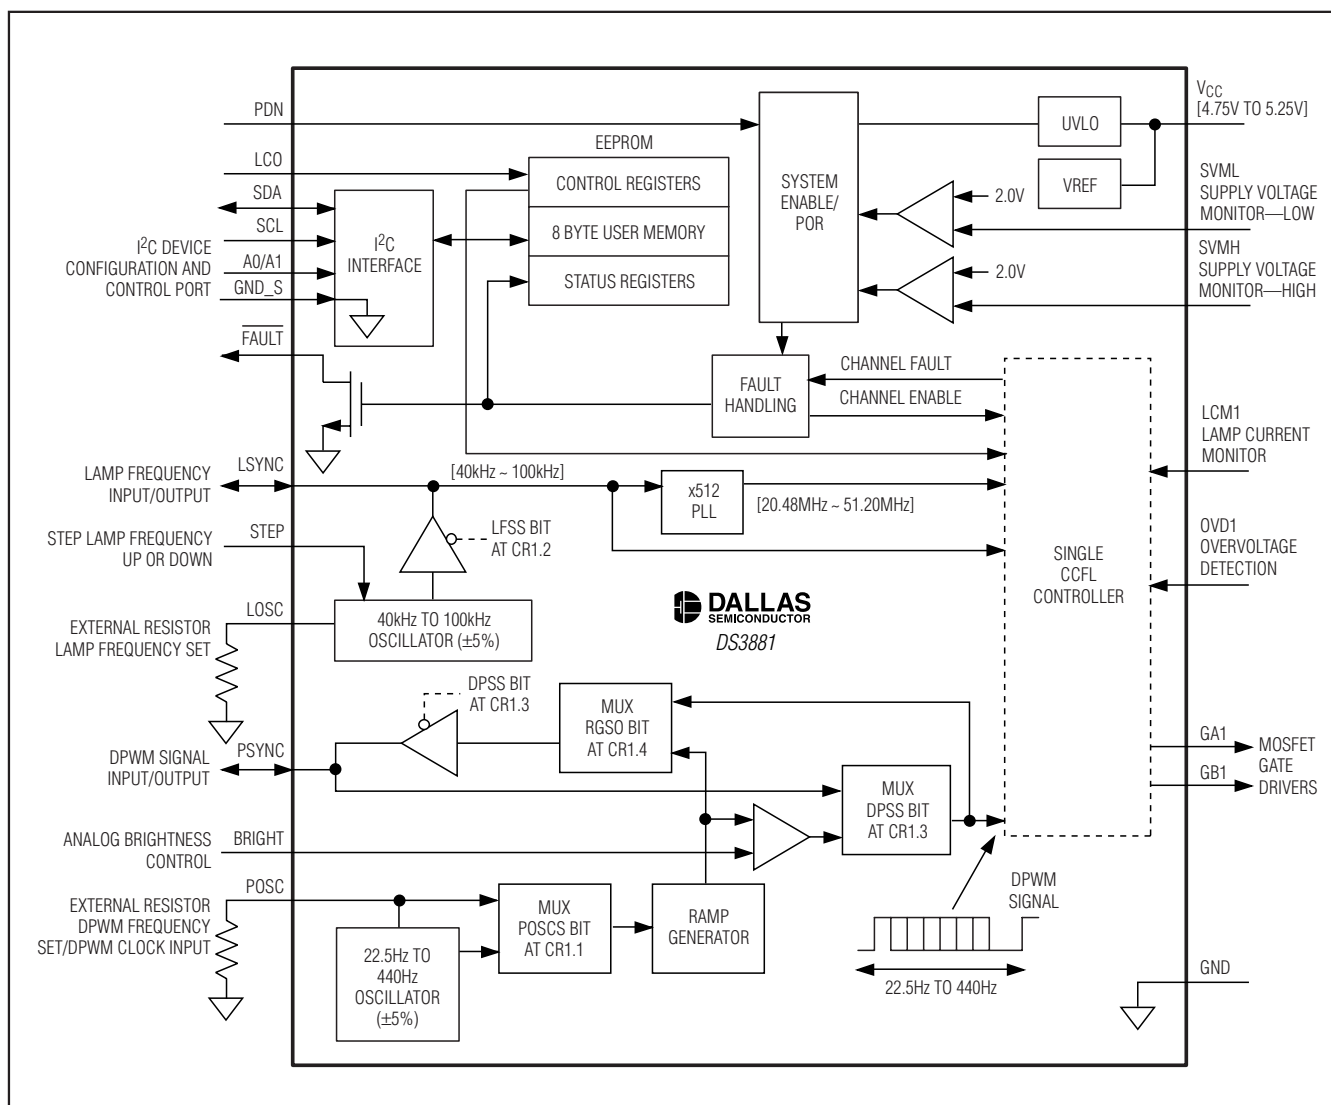 PDN
LCO
SDA
SCL
I²C DEVICE
CONFIGURATION AND
CONTROL PORT
A0/A1
GND_S
FAULT
I²C
INTERFACE
EEPROM
CONTROL REGISTERS
8 BYTE USER MEMORY
STATUS REGISTERS
SYSTEM
ENABLE/
POR
UVLO
VREF
2.0V
2.0V
VCC
[4.75V TO 5.25V]
SVML
SUPPLY VOLTAGE
MONITOR—LOW
SVMH
SUPPLY VOLTAGE
MONITOR—HIGH
FAULT
HANDLING
CHANNEL FAULT
CHANNEL ENABLE
LCM1
LAMP CURRENT
MONITOR
LAMP FREQUENCY
INPUT/OUTPUT
LSYNC
[40kHz ~ 100kHz]
x512
PLL
[20.48MHz ~ 51.20MHz]
STEP LAMP FREQUENCY
UP OR DOWN
STEP
LFSS BIT
AT CR1.2
OVD1
OVERVOLTAGE
DETECTION
SINGLE
CCFL
CONTROLLER
LOSC
EXTERNAL RESISTOR
LAMP FREQUENCY SET
40kHz TO 100kHz
OSCILLATOR (±5%)
DALLAS
SEMICONDUCTOR
DS3881
DPSS BIT
AT CR1.3
MUX
RGSO BIT
AT CR1.4
DPWM SIGNAL
INPUT/OUTPUT
PSYNC
GA1
GB1
MOSFET
GATE
DRIVERS
MUX
DPSS BIT
AT CR1.3
ANALOG BRIGHTNESS
CONTROL
BRIGHT
POSC
EXTERNAL RESISTOR
DPWM FREQUENCY
SET/DPWM CLOCK INPUT
22.5Hz TO
440Hz
OSCILLATOR
(±5%)
MUX
POSCS BIT
AT CR1.1
RAMP
GENERATOR
DPWM
SIGNAL
22.5Hz TO 440Hz
GND